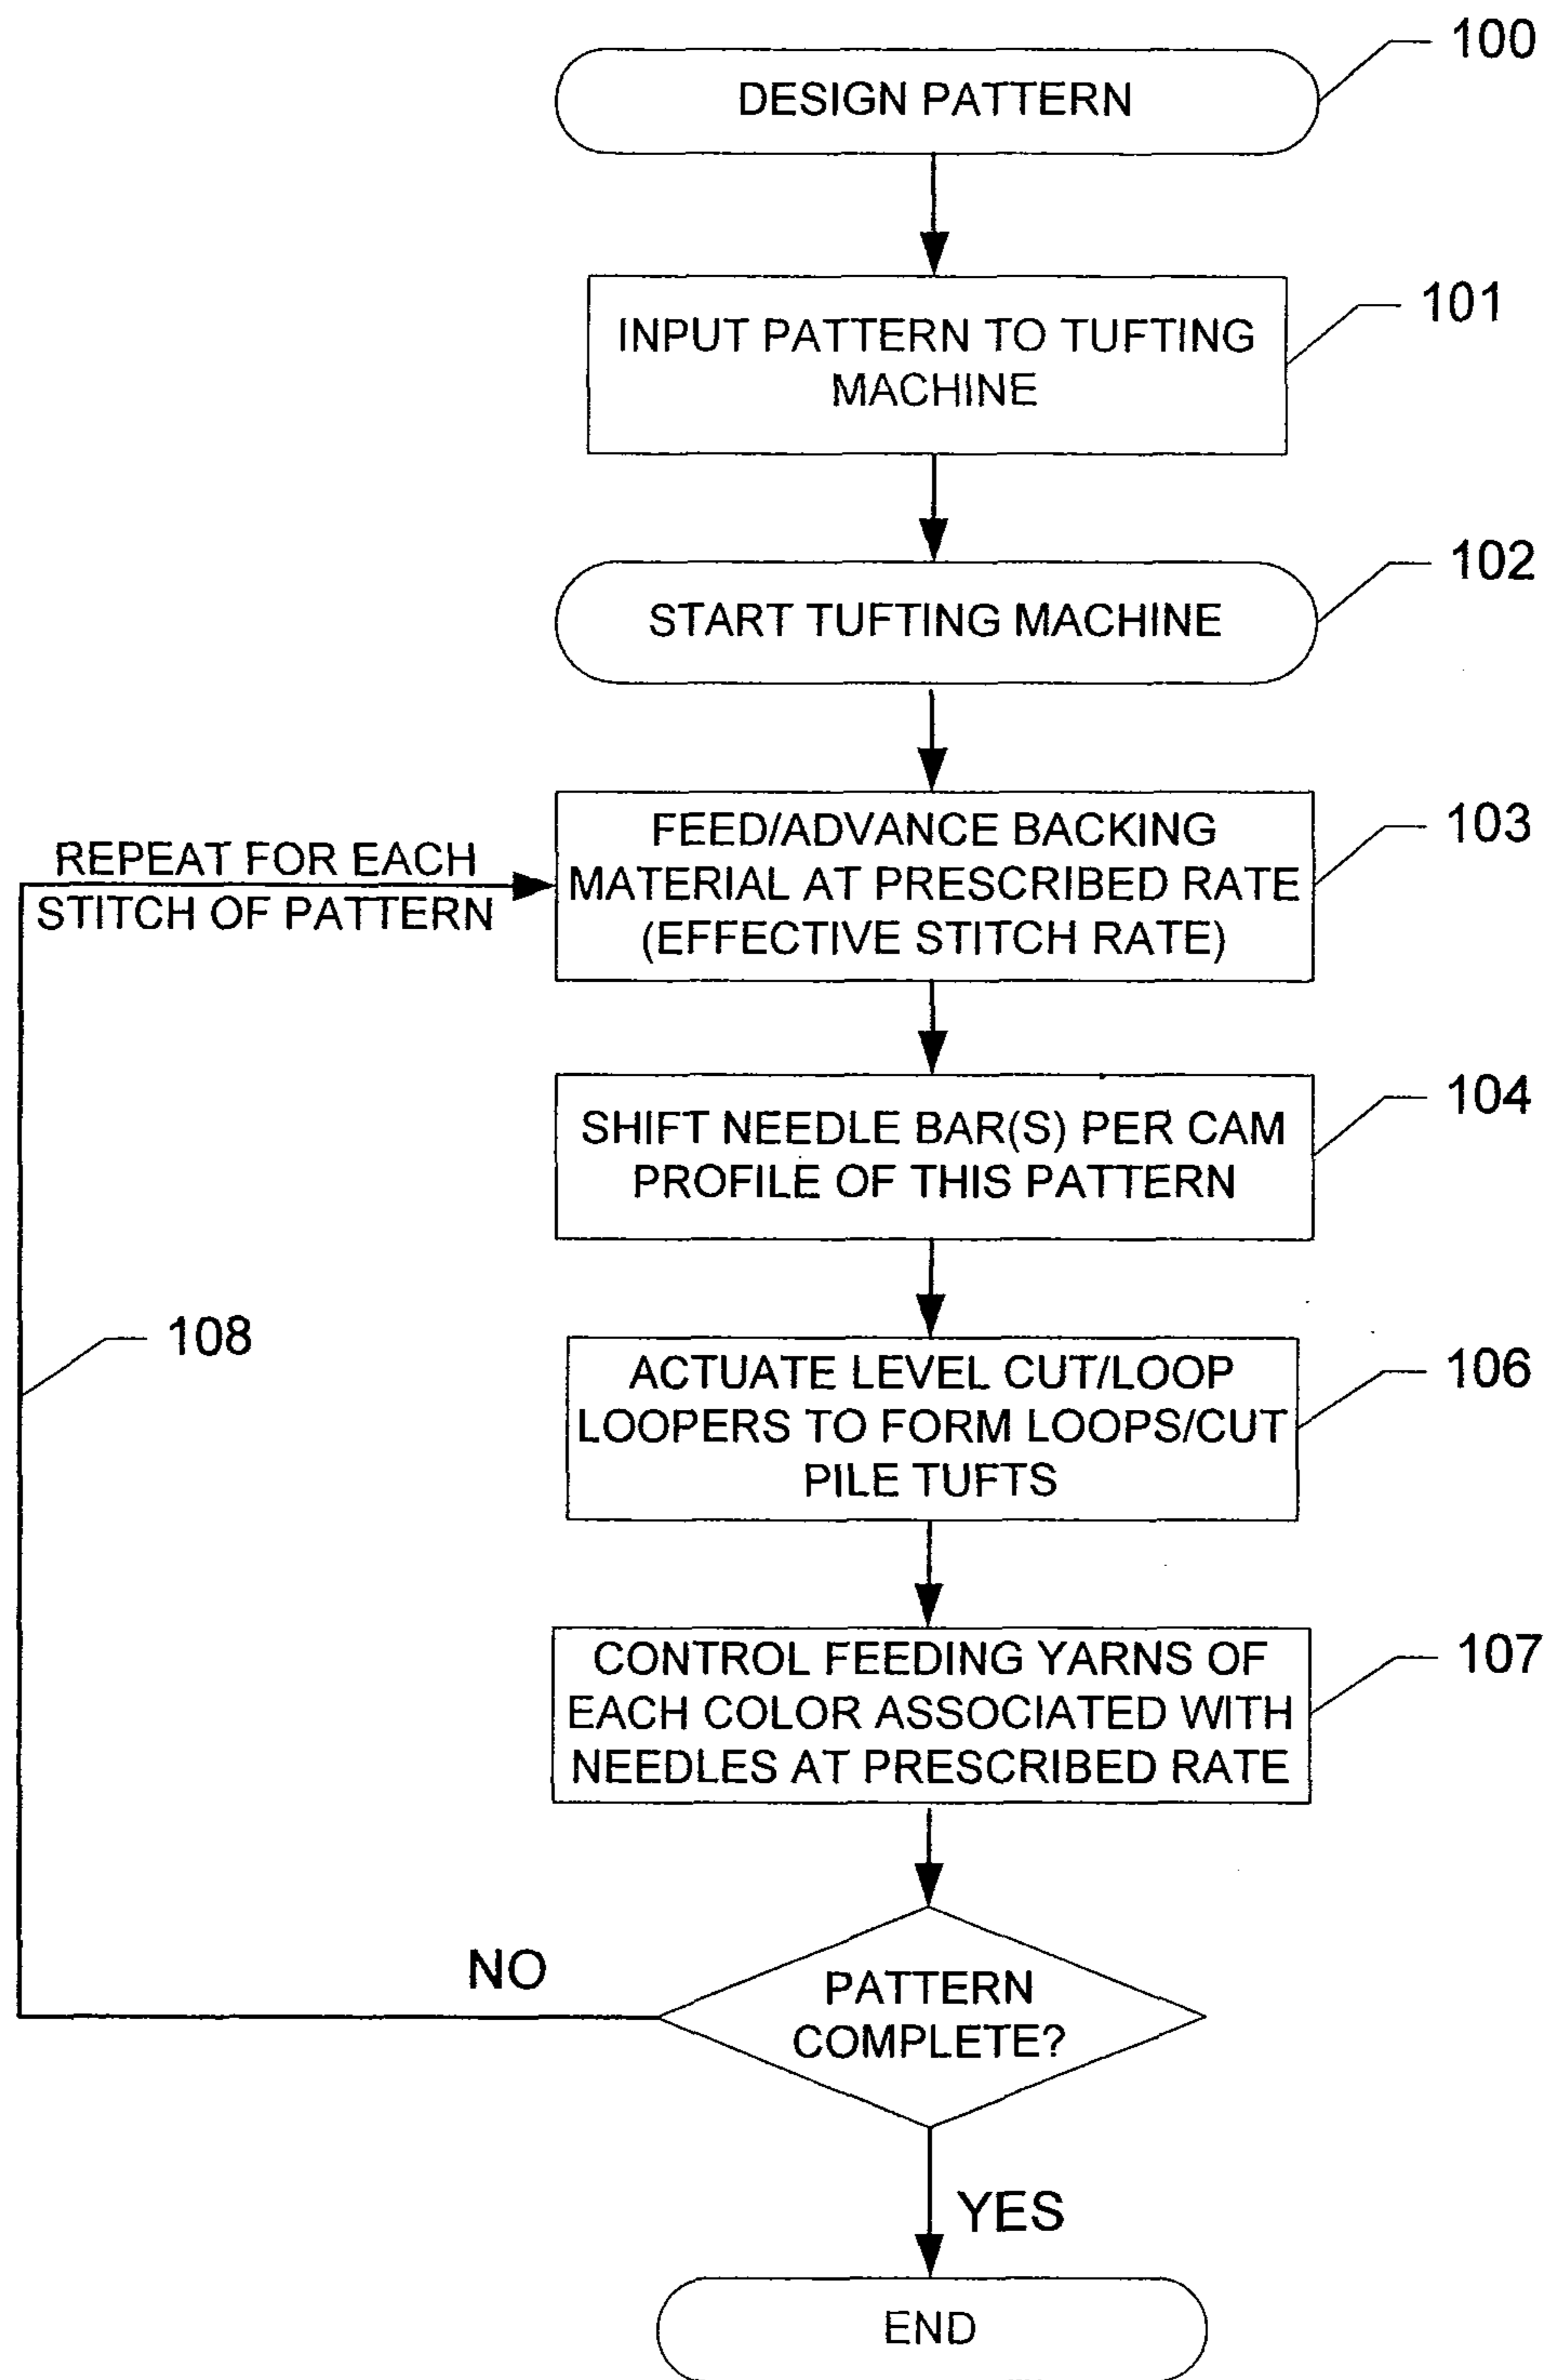 100
DESIGN PATTERN
101
INPUT PATTERN TO TUFTING
MACHINE
102
START TUFTING MACHINE
103
FEED/ADVANCE BACKING
MATERIAL AT PRESCRIBED RATE
(EFFECTIVE STITCH RATE)
REPEAT FOR EACH
STITCH OF PATTERN
104
SHIFT NEEDLE BAR(S) PER CAM
PROFILE OF THIS PATTERN
108
106
ACTUATE LEVEL CUT/LOOP
LOOPERS TO FORM LOOPS/CUT
PILE TUFTS
107
CONTROL FEEDING YARNS OF
EACH COLOR ASSOCIATED WITH
NEEDLES AT PRESCRIBED RATE
NO
PATTERN
COMPLETE?
YES
END